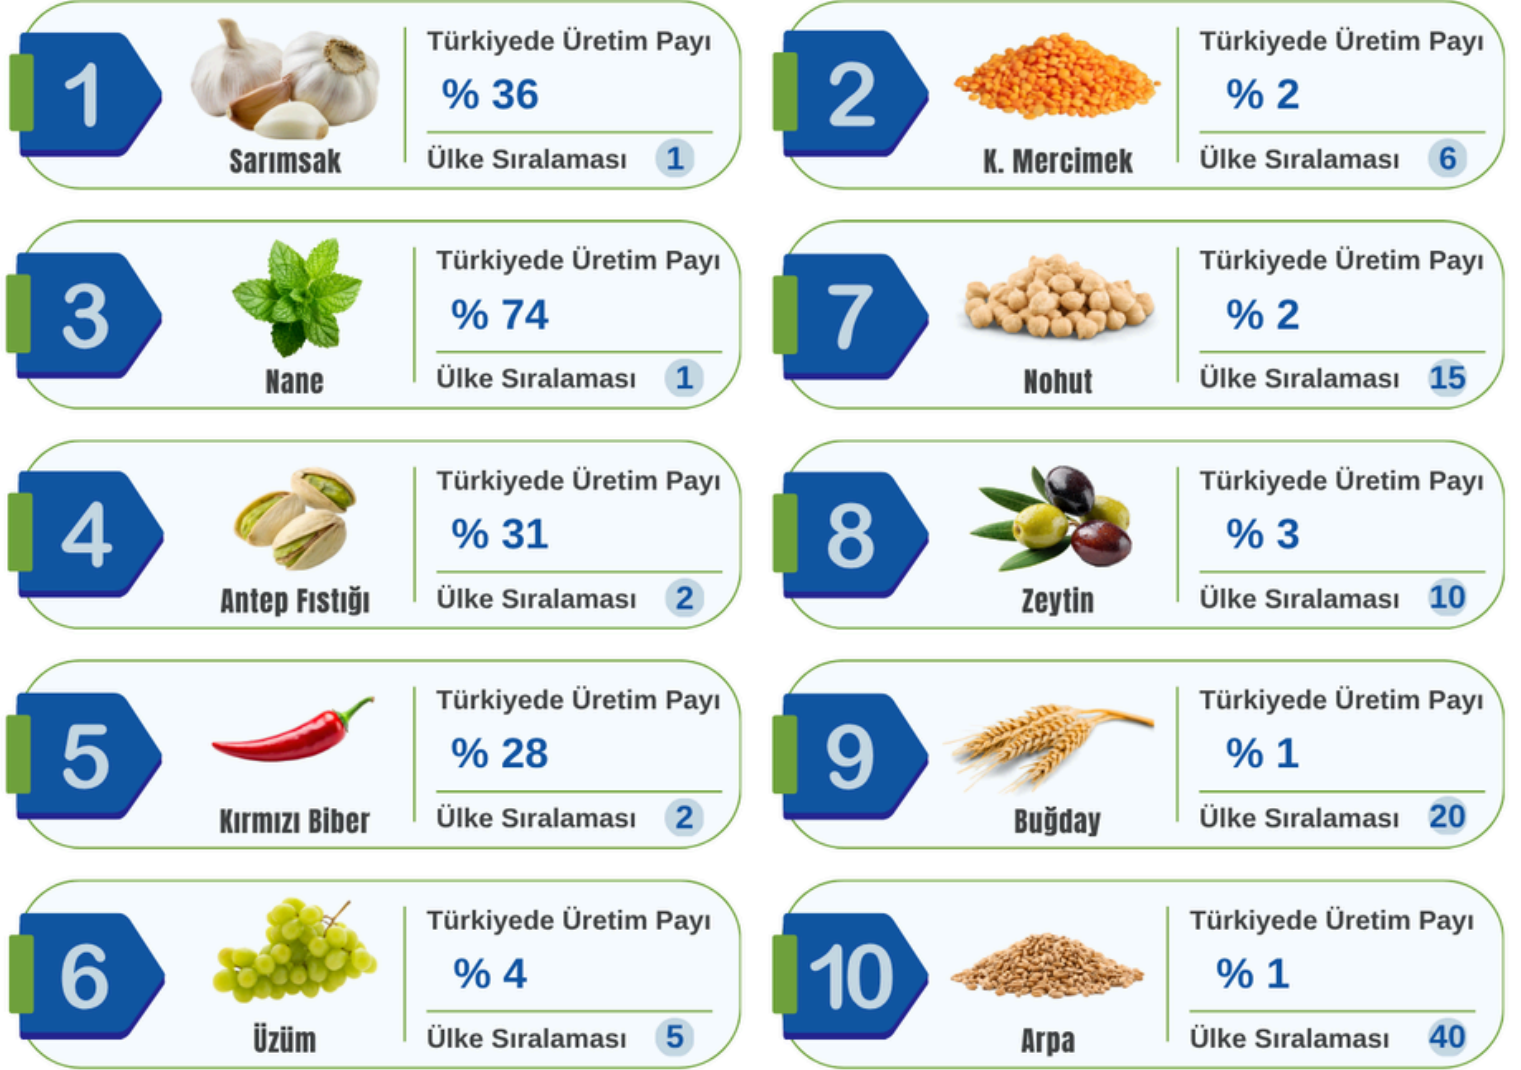 1
Sarımsak
Türkiyede Üretim Payı
% 36
Ülke Sıralaması 1
2
K. Mercimek
Türkiyede Üretim Payı
% 2
Ülke Sıralaması 6
3
Nane
Türkiyede Üretim Payı
% 74
Ülke Sıralaması 1
7
Nohut
Türkiyede Üretim Payı
% 2
Ülke Sıralaması 15
4
Antep Fıstığı
Türkiyede Üretim Payı
% 31
Ülke Sıralaması 2
8
Zeytin
Türkiyede Üretim Payı
% 3
Ülke Sıralaması 10
5
Kırmızı Biber
Türkiyede Üretim Payı
% 28
Ülke Sıralaması 2
9
Buğday
Türkiyede Üretim Payı
% 1
Ülke Sıralaması 20
6
Üzüm
Türkiyede Üretim Payı
% 4
Ülke Sıralaması 5
10
Arpa
Türkiyede Üretim Payı
% 1
Ülke Sıralaması 40